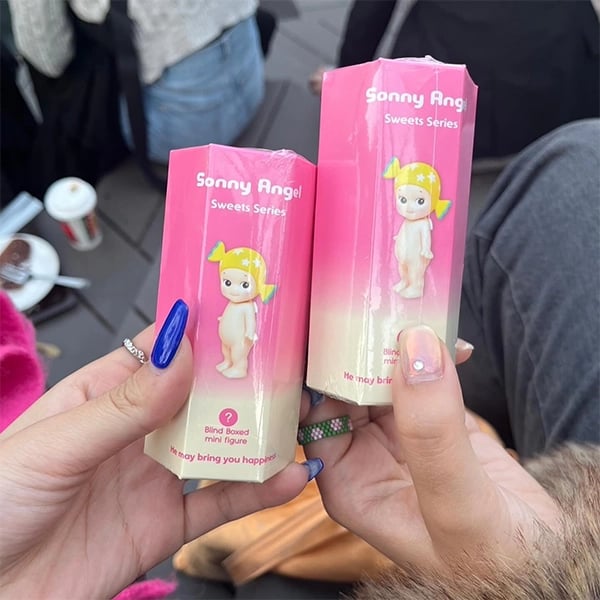 Sonny Angel
Sweets Series
?
Blind Boxed
mini figure
He may bring you happiness
Sonny Angel
Sweets Series
He may bring